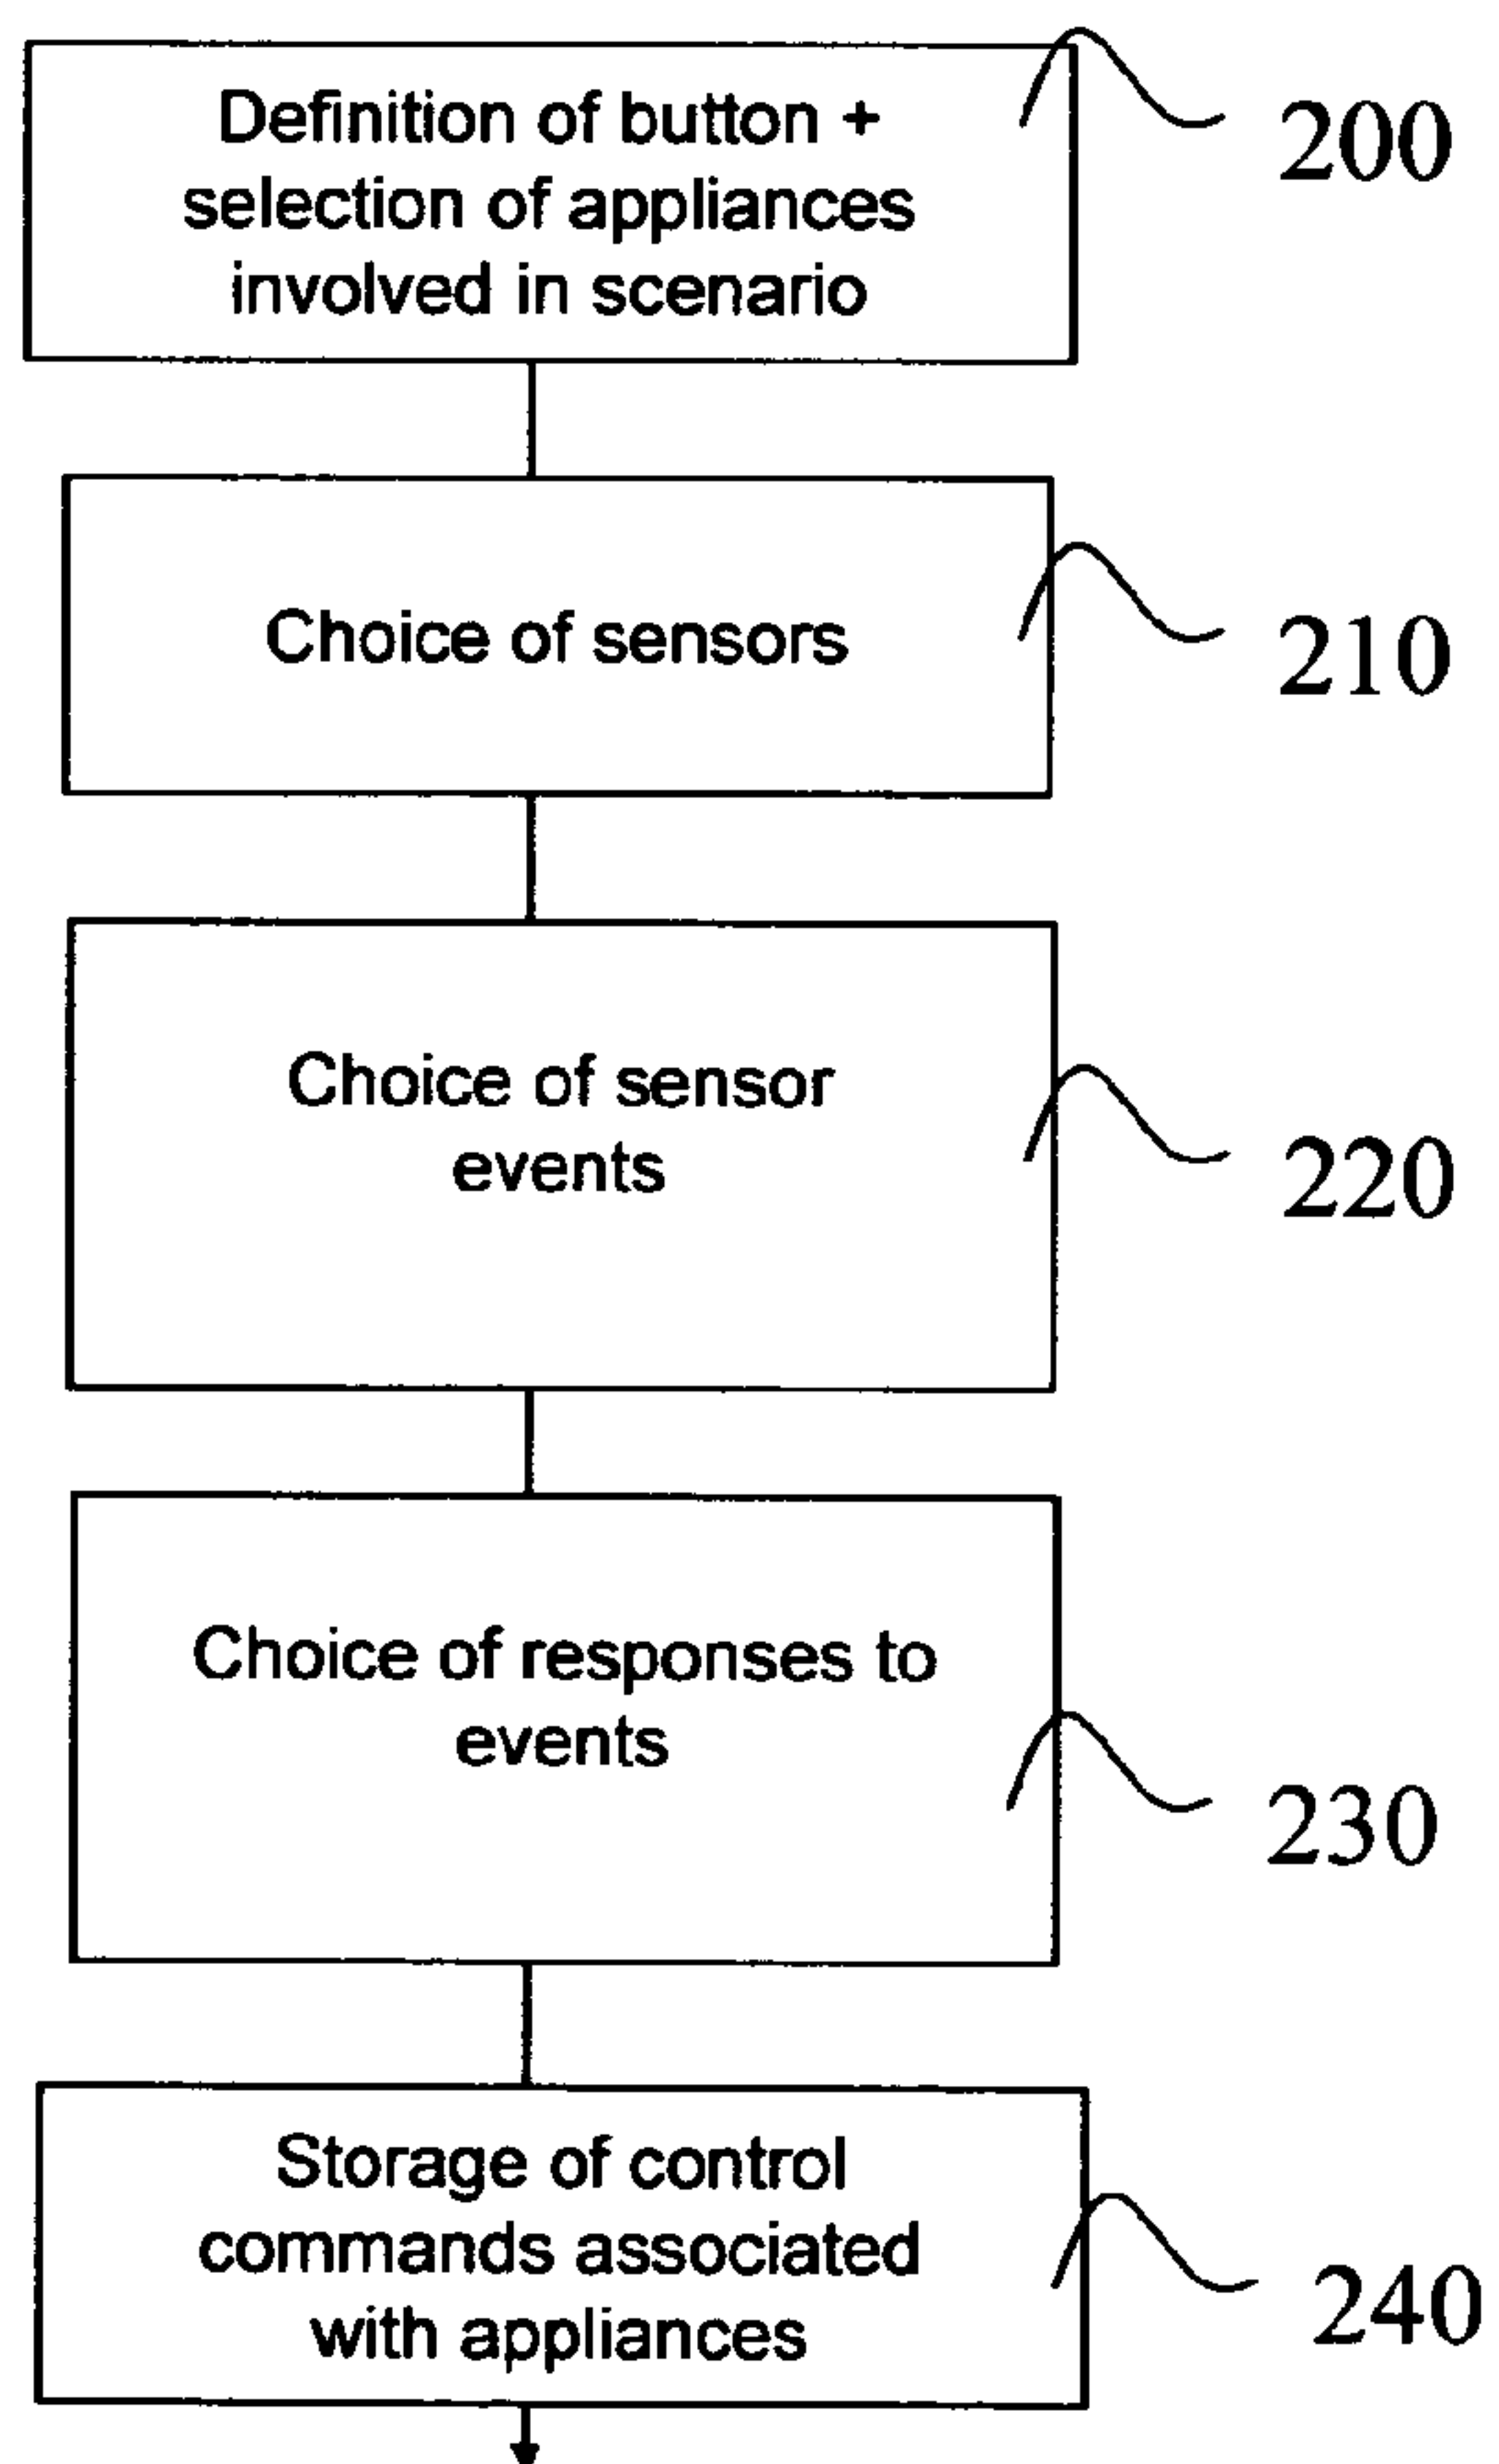 Definition of button +
selection of appliances
involved in scenario
200
Choice of sensors
210
Choice of sensor
events
220
Choice of responses to
events
230
Storage of control
commands associated
with appliances
240